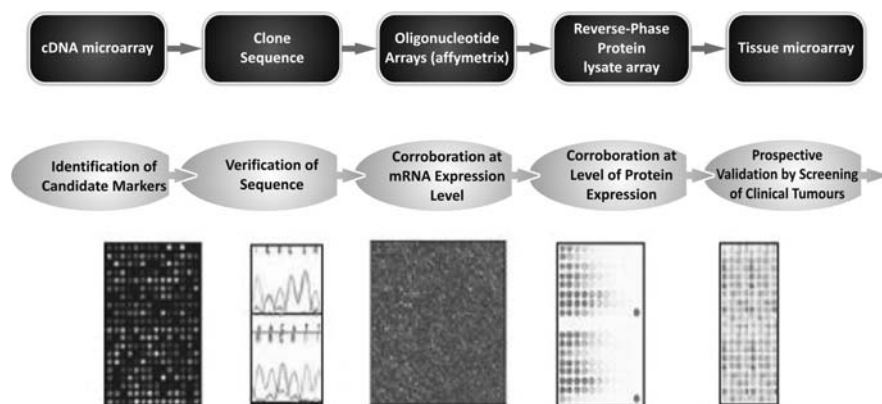 cDNA microarray
Clone
Sequence
Oligonucleotide
Arrays (affymetrix)
Reverse-Phase
Protein
lysate array
Tissue microarray
Identification of
Candidate Markers
Verification of
Sequence
Corroboration at
mRNA Expression
Level
Corroboration at
Level of Protein
Expression
Prospective
Validation by Screening
of Clinical Tumours